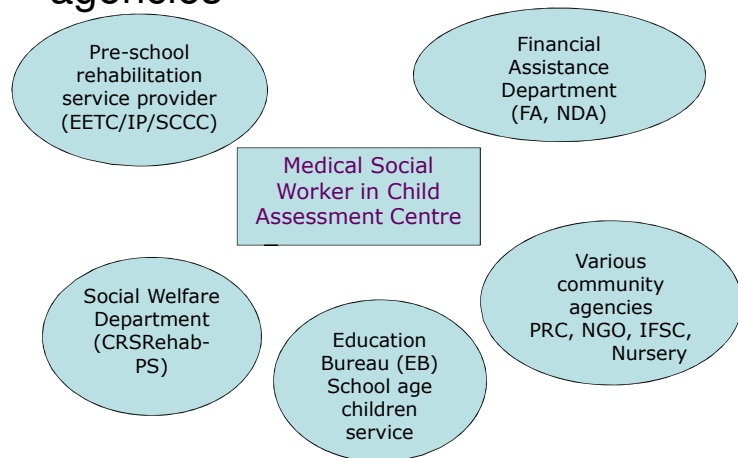 agencies
Pre-school
rehabilitation
service provider
(EETC/IP/SCCC)
Financial
Assistance
Department
(FA, NDA)
Medical Social
Worker in Child
Assessment Centre
Social Welfare
Department
(CRSRehab-
PS)
Education
Bureau (EB)
School age
children
service
Various
community
agencies
PRC, NGO, IFSC,
Nursery